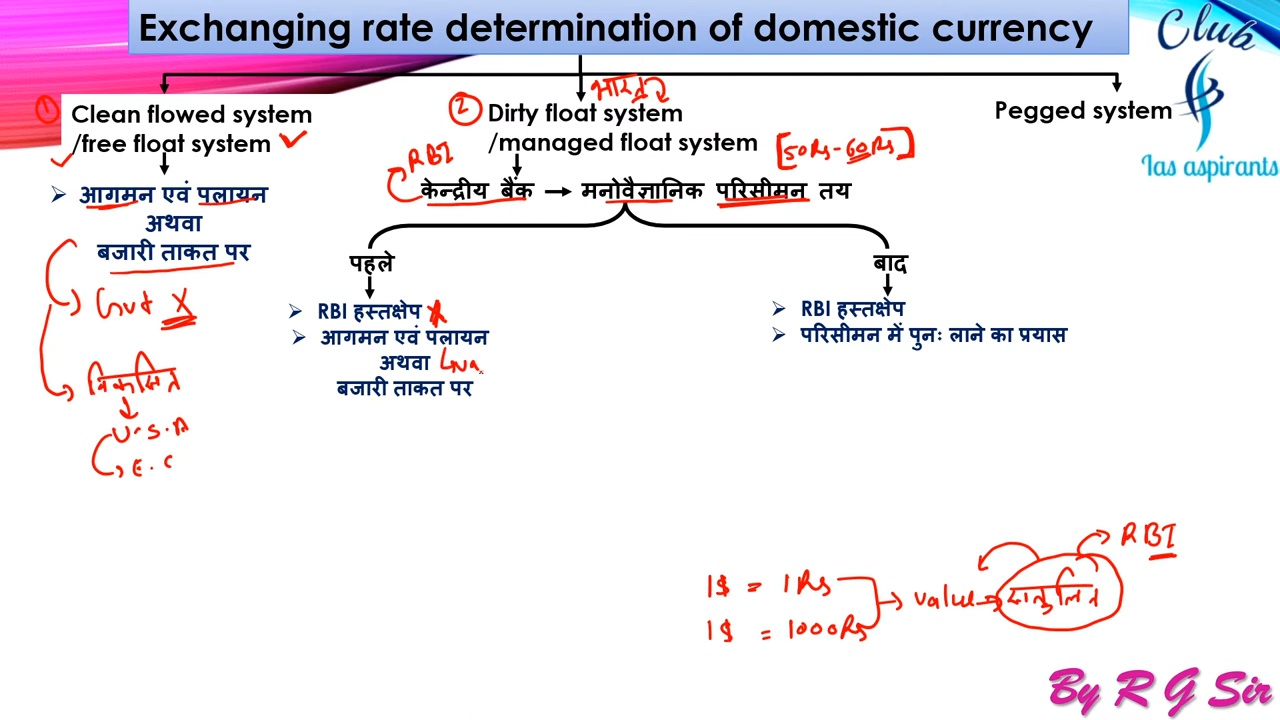 Exchanging rate determination of domestic currency
Club
Ias aspirants
1
Clean flowed system
/free float system
आगमन एवं पलायन
अथवा
बजारी ताकत पर
Govt X
विकसित
U.S.A
E.C
भारत
2
Dirty float system
/managed float system
[50Rs-60Rs]
RBI
केन्द्रीय बैंक → मनोवैज्ञानिक परिसीमन तय
पहले
RBI हस्तक्षेप
आगमन एवं पलायन
अथवा
बजारी ताकत पर
बाद
RBI हस्तक्षेप
परिसीमन में पुनः लाने का प्रयास
Pegged system
1$ = 1Rs
1$ = 1000Rs
value
RBI
By R G Sir